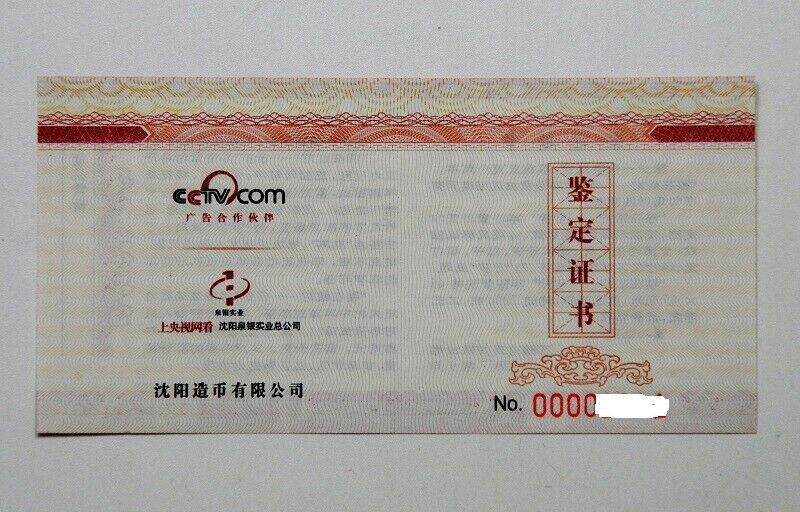 CCTV.com
广告合作伙伴
泉银实业
上央视网看 沈阳泉银实业总公司
沈阳造币有限公司
鉴
定
证
书
No. 0000